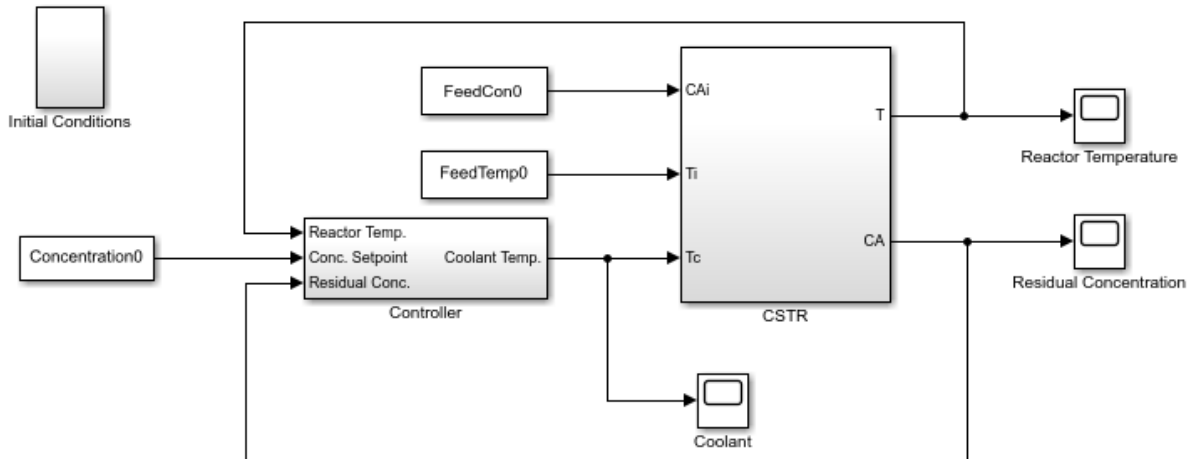 Initial Conditions
FeedCon0
CAi
T
Reactor Temperature
FeedTemp0
Ti
Concentration0
Reactor Temp.
Conc. Setpoint
Residual Conc.
Coolant Temp.
Controller
Tc
CA
CSTR
Residual Concentration
Coolant